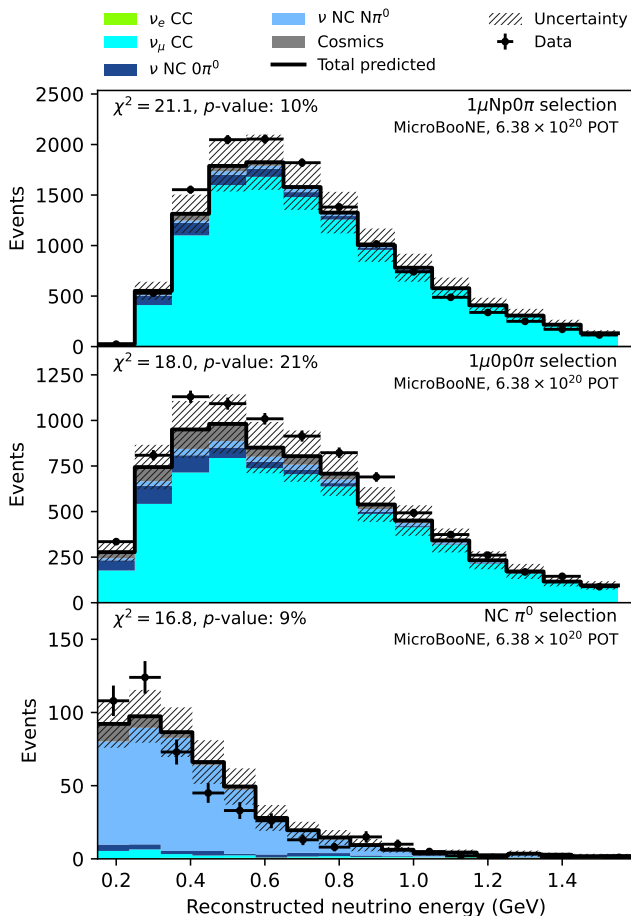 νₑ CC
ν_μ CC
ν NC 0π⁰
ν NC Nπ⁰
Cosmics
Total predicted
Uncertainty
Data
χ² = 21.1, p-value: 10%
1μNp0π selection
MicroBooNE, 6.38 × 10²⁰ POT
Events
2500
2000
1500
1000
500
0
χ² = 18.0, p-value: 21%
1μ0p0π selection
MicroBooNE, 6.38 × 10²⁰ POT
Events
1250
1000
750
500
250
0
χ² = 16.8, p-value: 9%
NC π⁰ selection
MicroBooNE, 6.38 × 10²⁰ POT
Events
150
100
50
0
0.2 0.4 0.6 0.8 1.0 1.2 1.4
Reconstructed neutrino energy (GeV)